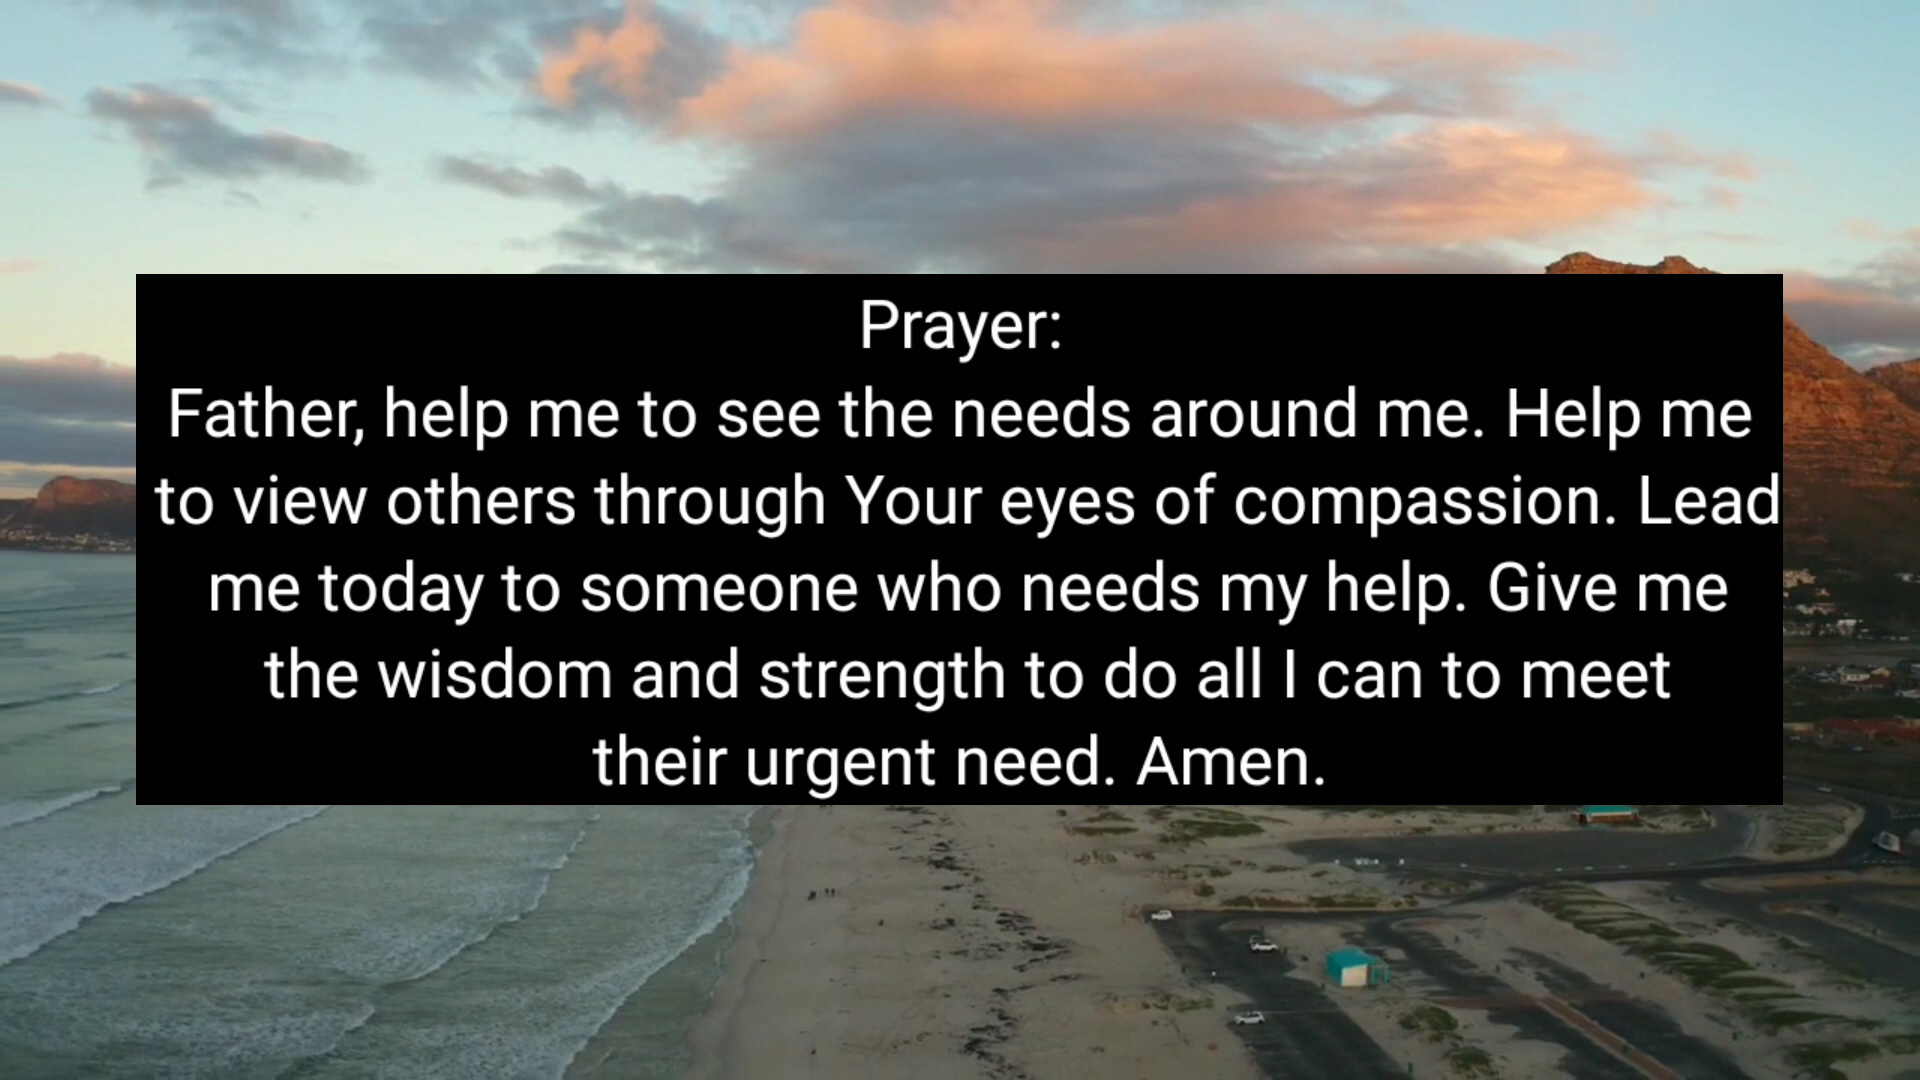 Prayer:
Father, help me to see the needs around me. Help me
to view others through Your eyes of compassion. Lead
me today to someone who needs my help. Give me
the wisdom and strength to do all I can to meet
their urgent need. Amen.